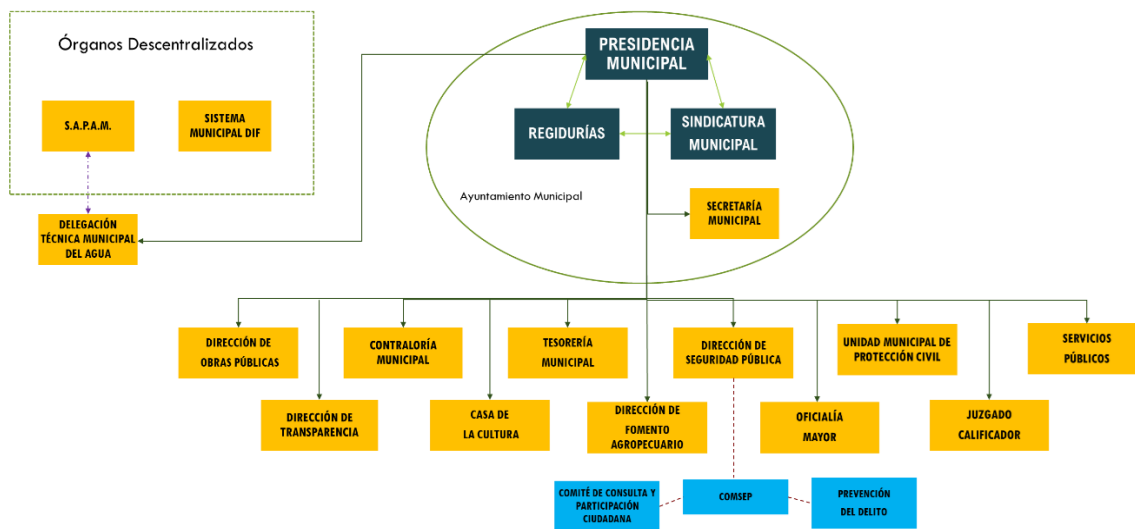 Órganos Descentralizados
S.A.P.A.M.
SISTEMA
MUNICIPAL DIF
DELEGACIÓN
TÉCNICA MUNICIPAL
DEL AGUA
PRESIDENCIA
MUNICIPAL
REGIDURÍAS
SINDICATURA
MUNICIPAL
Ayuntamiento Municipal
SECRETARÍA
MUNICIPAL
DIRECCIÓN DE
OBRAS PÚBLICAS
CONTRALORÍA
MUNICIPAL
TESORERÍA
MUNICIPAL
DIRECCIÓN DE
SEGURIDAD PÚBLICA
UNIDAD MUNICIPAL DE
PROTECCIÓN CIVIL
SERVICIOS
PÚBLICOS
DIRECCIÓN DE
TRANSPARENCIA
CASA DE
LA CULTURA
DIRECCIÓN DE
FOMENTO
AGROPECUARIO
OFICIALÍA
MAYOR
JUZGADO
CALIFICADOR
COMITÉ DE CONSULTA Y
PARTICIPACIÓN
CIUDADANA
COMSEP
PREVENCIÓN
DEL DELITO